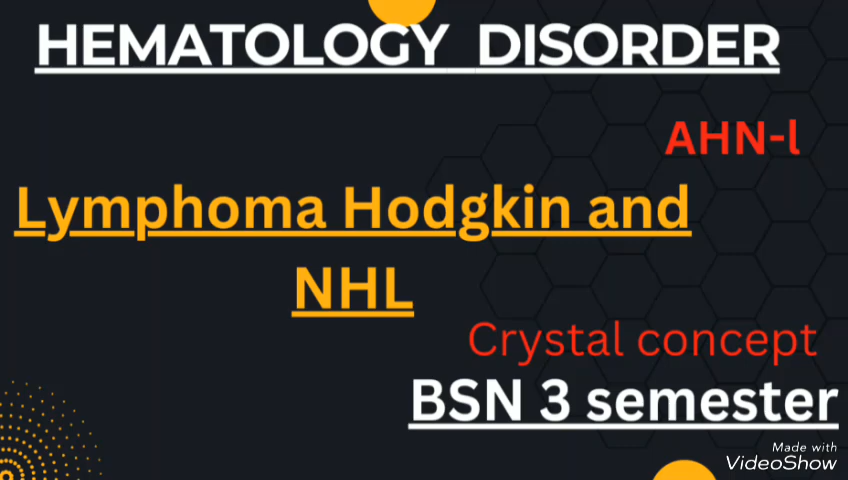 HEMATOLOGY DISORDER
AHN-l
Lymphoma Hodgkin and
NHL
Crystal concept
BSN 3 semester
Made with
VideoShow